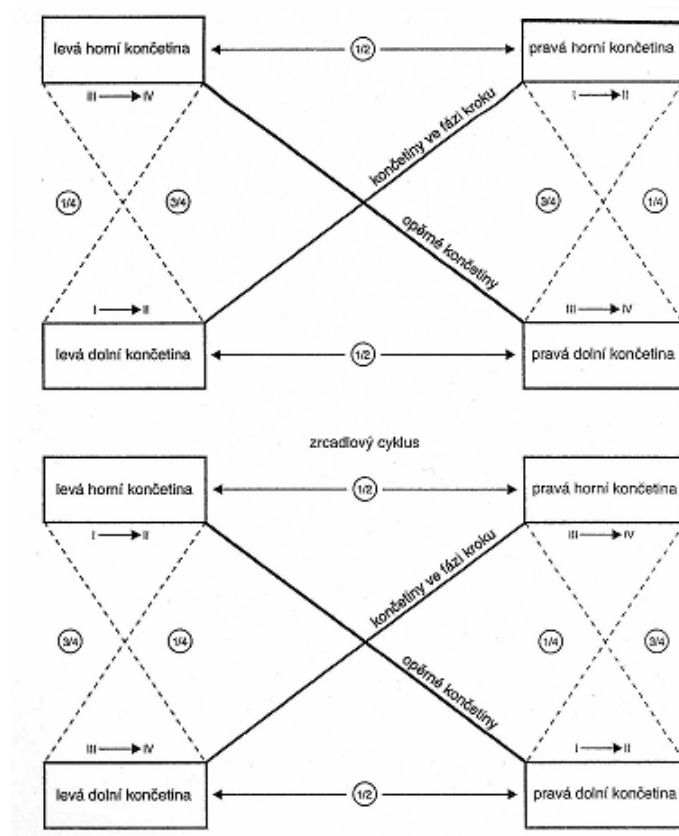 levá horní končetina 1/2 pravá horní končetina
III IV I II
končetiny ve fázi kroku
1/4 3/4 3/4 1/4
opěrné končetiny
I II III IV
levá dolní končetina 1/2 pravá dolní končetina
zrcadlový cyklus
levá horní končetina 1/2 pravá horní končetina
I II III IV
končetiny ve fázi kroku
3/4 1/4 1/4 3/4
opěrné končetiny
III IV I II
levá dolní končetina 1/2 pravá dolní končetina